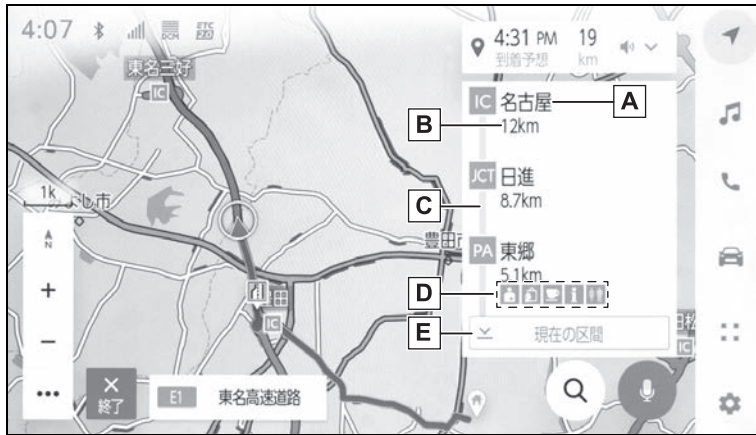 4:07
DCM
ETC 2.0
東名三好
IC
1k
よし市
N
+
−
•••
×
終了
E1
東名高速道路
IC
4:31 PM
19
到着予想
km
IC 名古屋
A
B
12km
JCT 日進
C
8.7km
PA 東郷
5.1km
D
i
E
現在の区間
豊田
IC